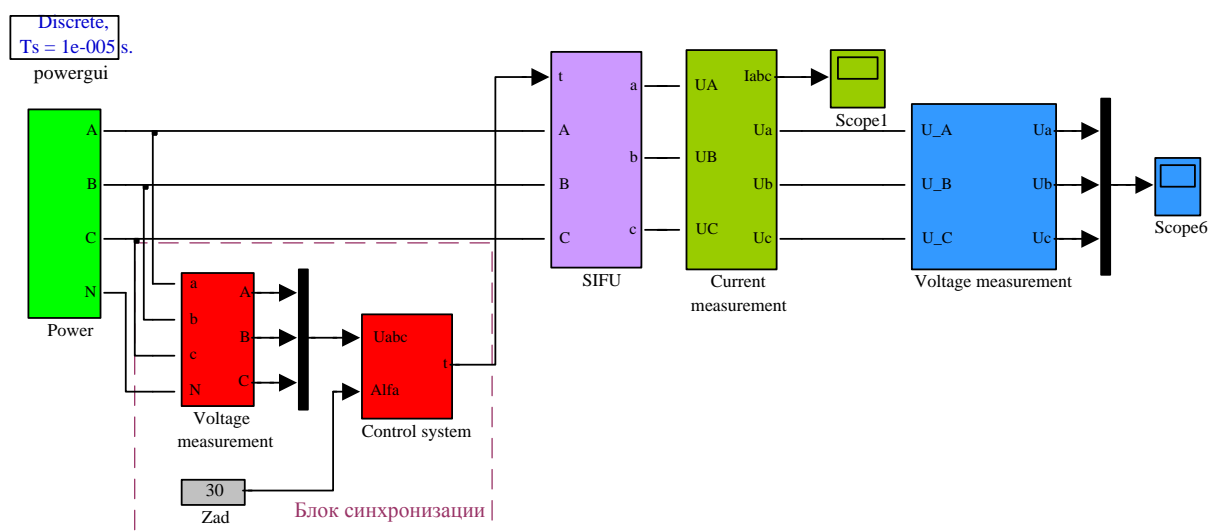 Discrete,
Ts = 1e-005 s.
powergui
A
B
C
N
Power
a
b
c
N
A
B
C
Voltage
measurement
Uabc
Alfa
t
Control system
30
Zad
Блок синхронизации
t
A
B
C
a
b
c
SIFU
UA
UB
UC
Iabc
Ua
Ub
Uc
Current
measurement
Scope1
U_A
U_B
U_C
Ua
Ub
Uc
Voltage measurement
Scope6